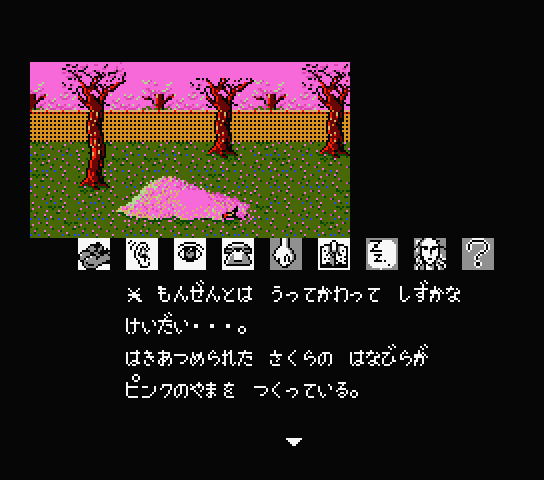 ※ もんぜんとは うってかわって しずかな
けいだい・・・。
はきあつめられた さくらの はなびらが
ピンクのやまを つくっている。